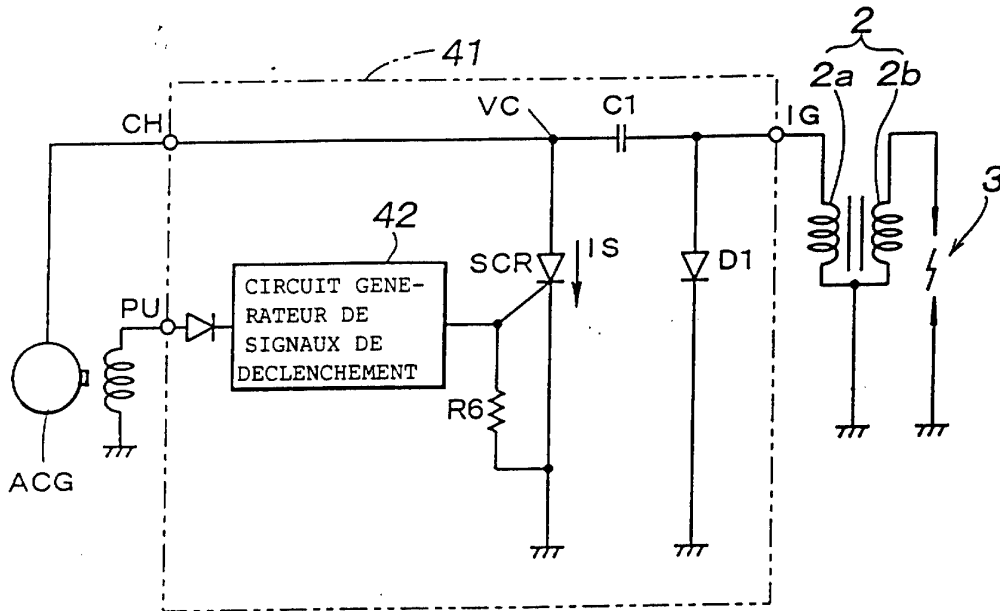 41
2
2a
2b
CH
VC
C1
IG
3
42
SCR
IS
D1
PU
CIRCUIT GENE-
RATEUR DE
SIGNAUX DE
DECLENCHEMENT
R6
ACG